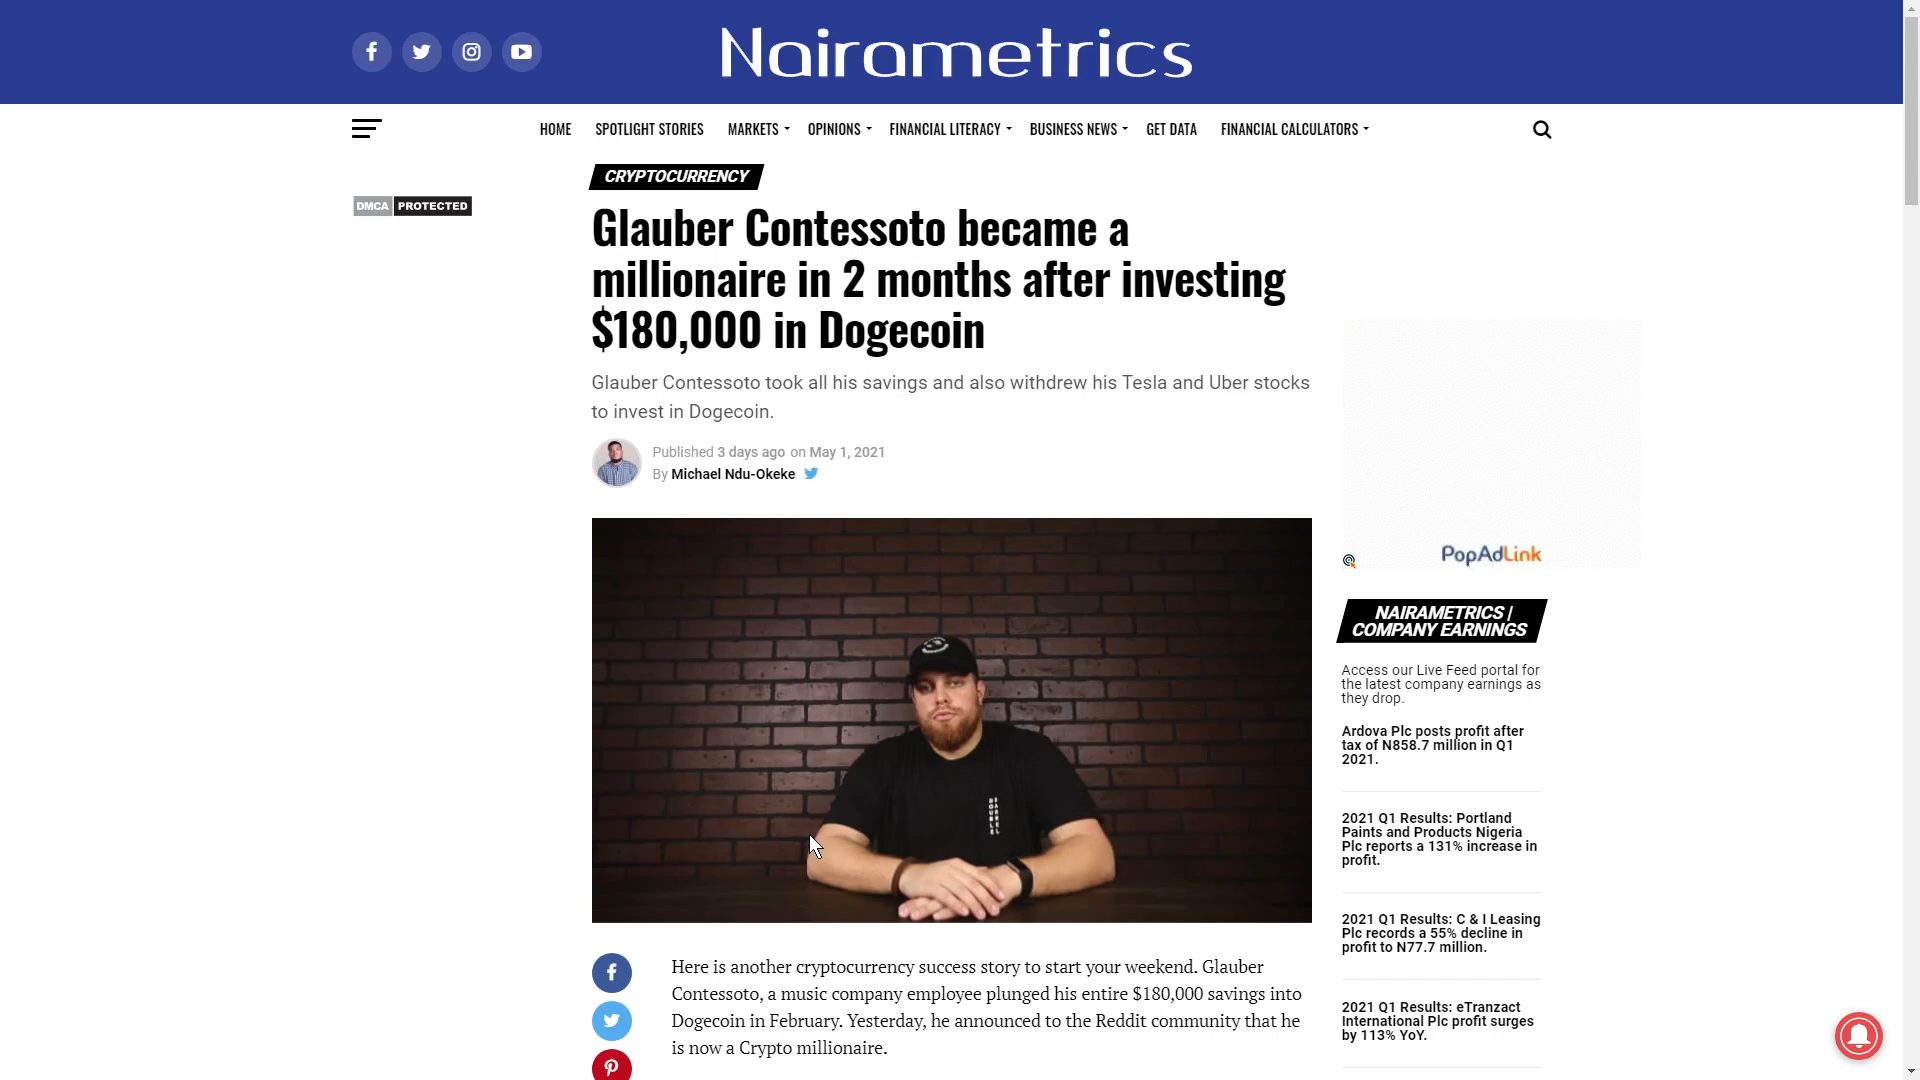 Nairametrics
HOME SPOTLIGHT STORIES MARKETS OPINIONS FINANCIAL LITERACY BUSINESS NEWS GET DATA FINANCIAL CALCULATORS
CRYPTOCURRENCY
DMCA PROTECTED
Glauber Contessoto became a
millionaire in 2 months after investing
$180,000 in Dogecoin
Glauber Contessoto took all his savings and also withdrew his Tesla and Uber stocks
to invest in Dogecoin.
Published 3 days ago on May 1, 2021
By Michael Ndu-Okeke
DOUBLE
BARREL
Here is another cryptocurrency success story to start your weekend. Glauber
Contessoto, a music company employee plunged his entire $180,000 savings into
Dogecoin in February. Yesterday, he announced to the Reddit community that he
is now a Crypto millionaire.
PopAdLink
NAIRAMETRICS |
COMPANY EARNINGS
Access our Live Feed portal for
the latest company earnings as
they drop.
Ardova Plc posts profit after
tax of N858.7 million in Q1
2021.
2021 Q1 Results: Portland
Paints and Products Nigeria
Plc reports a 131% increase in
profit.
2021 Q1 Results: C & I Leasing
Plc records a 55% decline in
profit to N77.7 million.
2021 Q1 Results: eTranzact
International Plc profit surges
by 113% YoY.